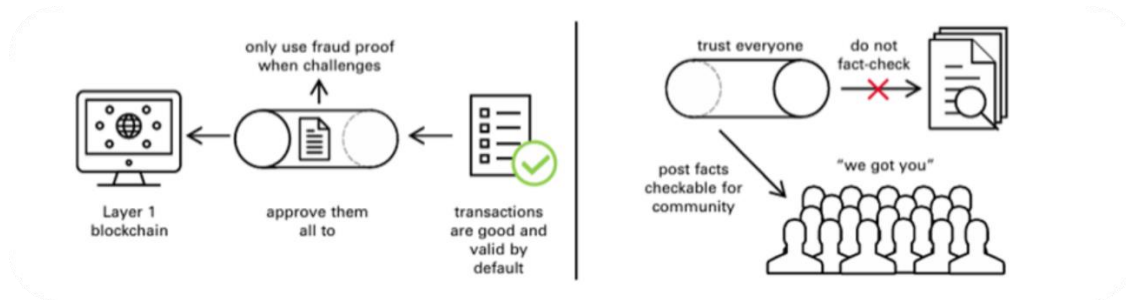 only use fraud proof
when challenges
Layer 1
blockchain
approve them
all to
transactions
are good and
valid by
default
trust everyone
do not
fact-check
post facts
checkable for
community
“we got you”